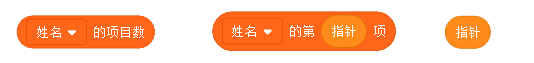 姓名 的项目数 姓名 的第 指针 项 指针